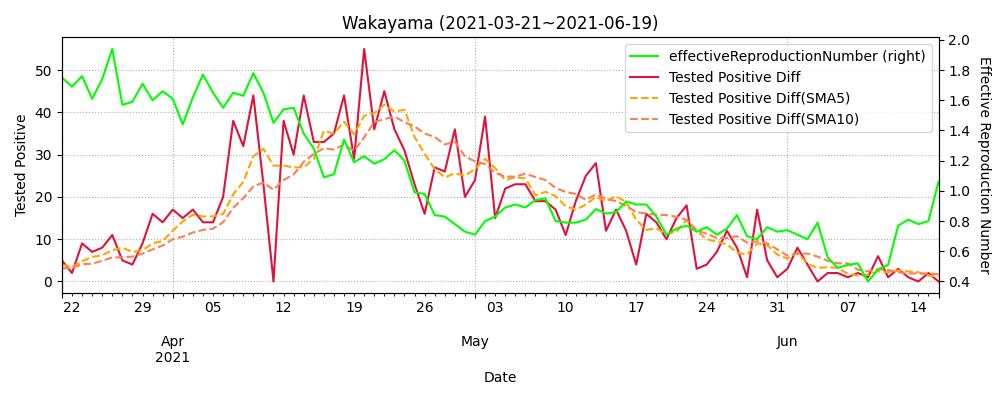 Wakayama (2021-03-21~2021-06-19)
effectiveReproductionNumber (right)
Tested Positive Diff
Tested Positive Diff(SMA5)
Tested Positive Diff(SMA10)
Tested Positive
50
40
30
20
10
0
2.0
1.8
1.6
1.4
1.2
1.0
0.8
0.6
0.4
Effective Reproduction Number
22 29 05 12 19 26 03 10 17 24 31 07 14
Apr May Jun
2021
Date